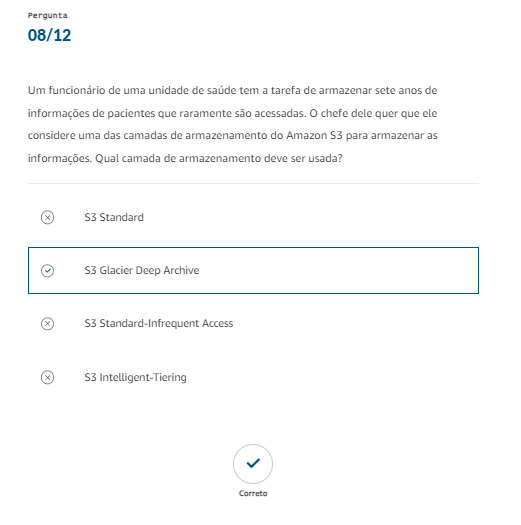 Pergunta
08/12
Um funcionário de uma unidade de saúde tem a tarefa de armazenar sete anos de
informações de pacientes que raramente são acessadas. O chefe dele quer que ele
considere uma das camadas de armazenamento do Amazon S3 para armazenar as
informações. Qual camada de armazenamento deve ser usada?
S3 Standard
S3 Glacier Deep Archive
S3 Standard-Infrequent Access
S3 Intelligent-Tiering
Correto